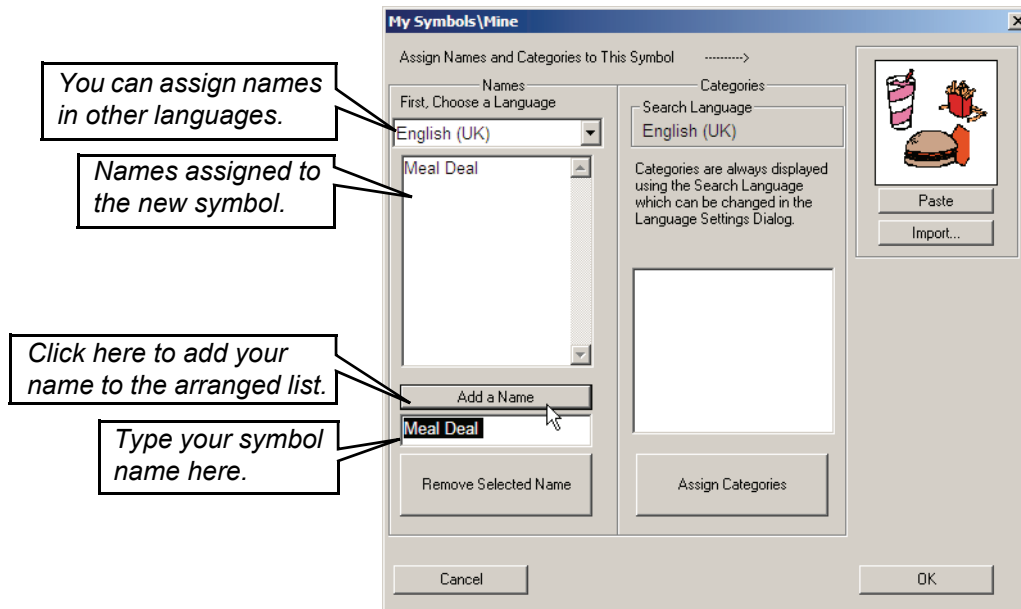 My Symbols\Mine
Assign Names and Categories to This Symbol ---------->
You can assign names
in other languages.
Names
First, Choose a Language
English (UK)
Names assigned to
the new symbol.
Meal Deal
Click here to add your
name to the arranged list.
Add a Name
Type your symbol
name here.
Meal Deal
Remove Selected Name
Categories
Search Language
English (UK)
Categories are always displayed
using the Search Language
which can be changed in the
Language Settings Dialog.
Assign Categories
Paste
Import...
Cancel
OK